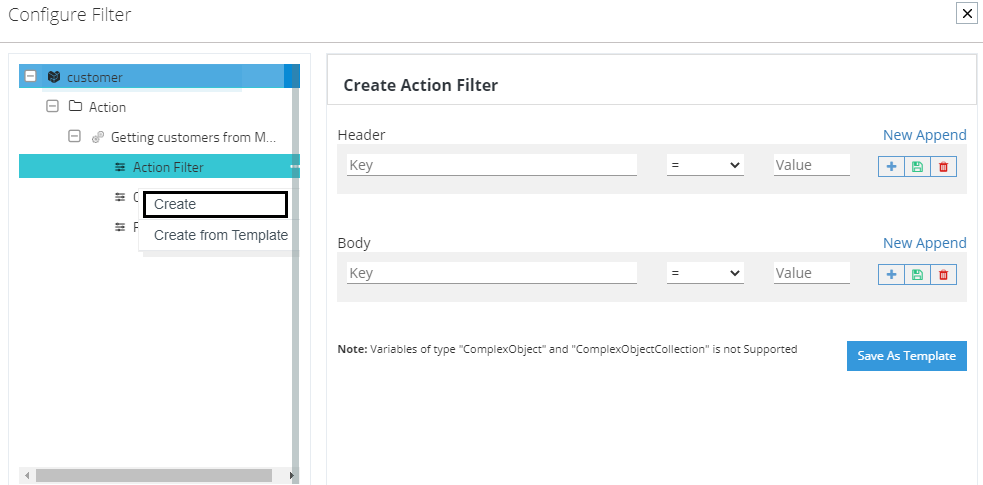 Configure Filter
customer
Action
Getting customers from M...
Action Filter
Create
Create from Template
Create Action Filter
Header
New Append
Key
=
Value
Body
New Append
Key
=
Value
Note: Variables of type "ComplexObject" and "ComplexObjectCollection" is not Supported
Save As Template